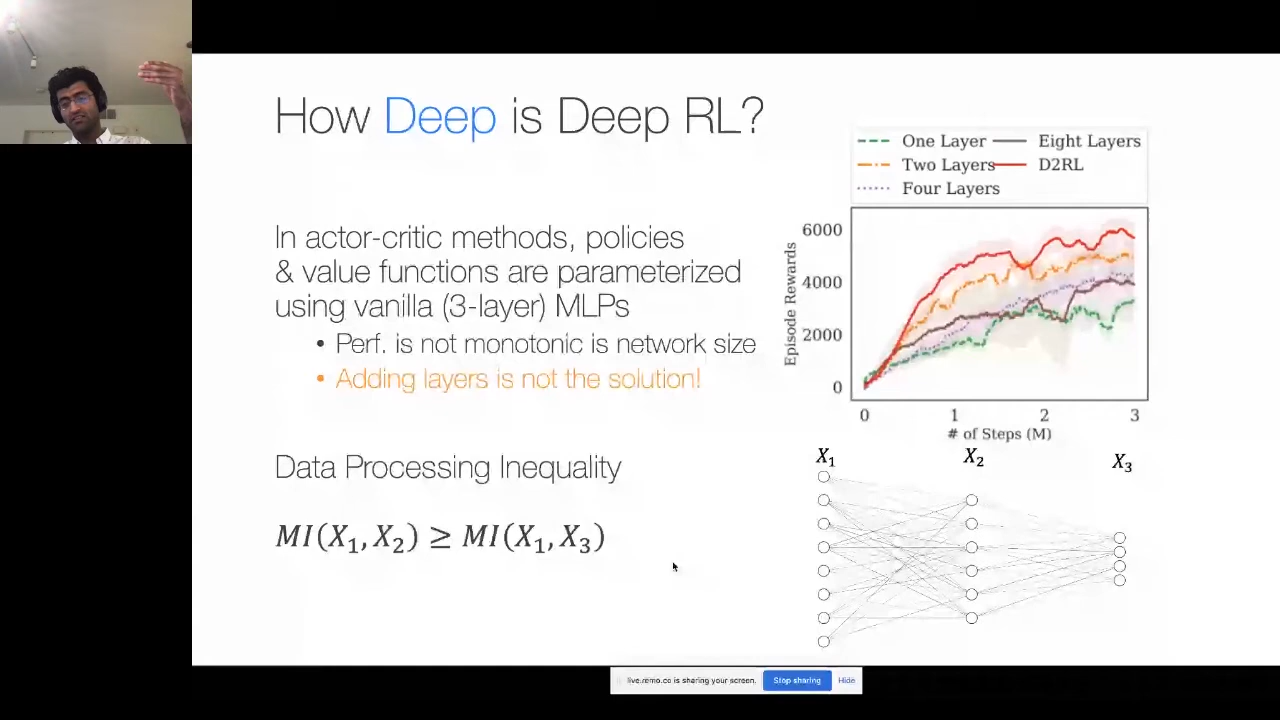 How Deep is Deep RL?
In actor-critic methods, policies
& value functions are parameterized
using vanilla (3-layer) MLPs
• Perf. is not monotonic is network size
• Adding layers is not the solution!
Data Processing Inequality
MI(X₁, X₂) ≥ MI(X₁, X₃)
One Layer
Eight Layers
Two Layers
D2RL
Four Layers
Episode Rewards
6000
4000
2000
0
0 1 2 3
# of Steps (M)
X₁ X₂ X₃
live.remo.co is sharing your screen. Stop sharing Hide